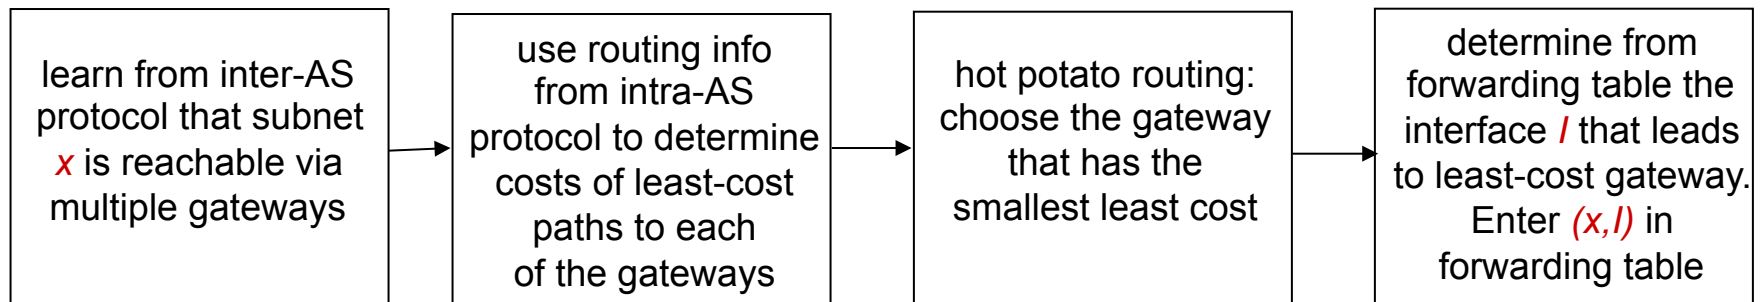 learn from inter-AS
protocol that subnet
x is reachable via
multiple gateways
use routing info
from intra-AS
protocol to determine
costs of least-cost
paths to each
of the gateways
hot potato routing:
choose the gateway
that has the
smallest least cost
determine from
forwarding table the
interface I that leads
to least-cost gateway.
Enter (x,I) in
forwarding table